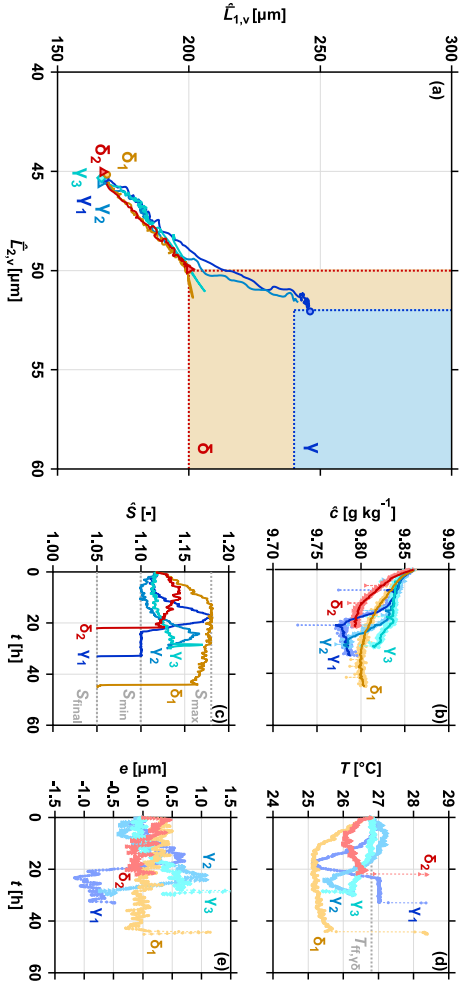 (a)
L̂1,v [µm]
300
250
200
150
40
45
50
55
60
L̂2,v [µm]
γ
δ
δ1
δ2
γ2
γ1
γ3
(b)
ĉ [g kg-1]
9.85
9.80
9.75
9.70
γ3
δ1
δ2
γ2
γ1
(c)
Ŝ [-]
1.20
1.15
1.10
1.05
1.00
0
20
40
60
t [h]
Smax
Smin
Sfinal
δ1
γ3
γ2
δ2
γ1
(d)
T [°C]
29
28
27
26
25
24
δ2
γ1
Tff,γδ
γ3
γ2
δ1
(e)
e [µm]
1.5
1.0
0.5
0.0
-0.5
-1.0
-1.5
0
20
40
60
t [h]
γ2
γ3
δ1
δ2
γ1